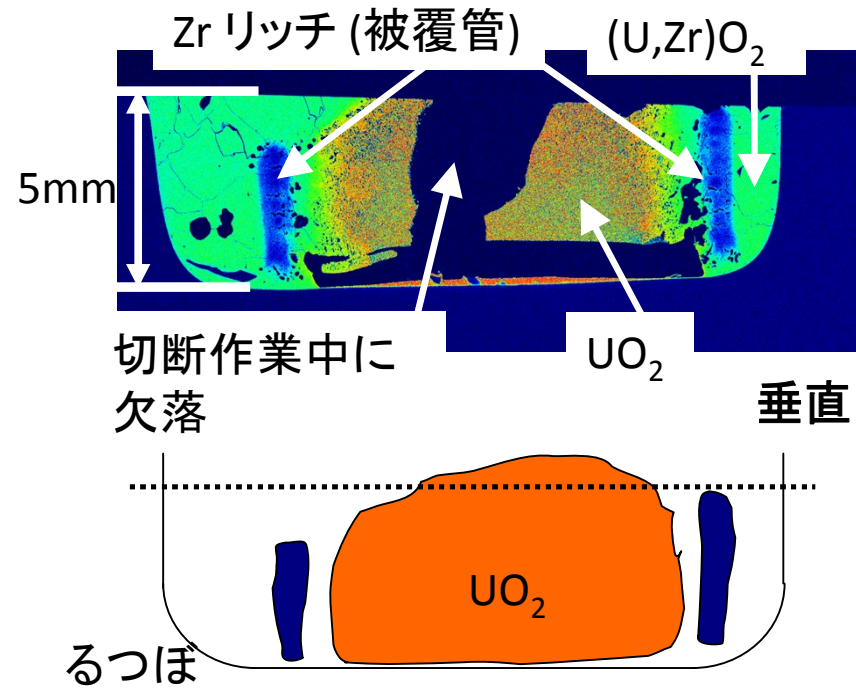 Zr リッチ (被覆管)
(U,Zr)O₂
5mm
切断作業中に
欠落
UO₂
垂直
UO₂
るつぼ